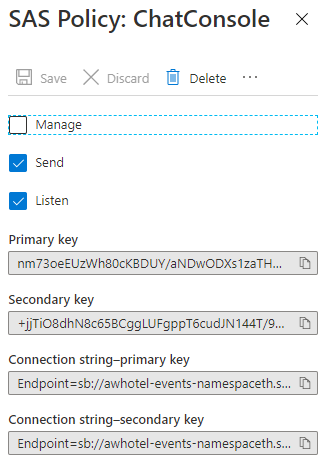 SAS Policy: ChatConsole
Save Discard Delete ...
Manage
Send
Listen
Primary key
nm73oeEUzWh80cKBDUY/aNDwODXs1zaTH...
Secondary key
+jjTiO8dhN8c65BCggLUFgppT6cudJN144T/9...
Connection string–primary key
Endpoint=sb://awhotel-events-namespaceth.s...
Connection string–secondary key
Endpoint=sb://awhotel-events-namespaceth.s...